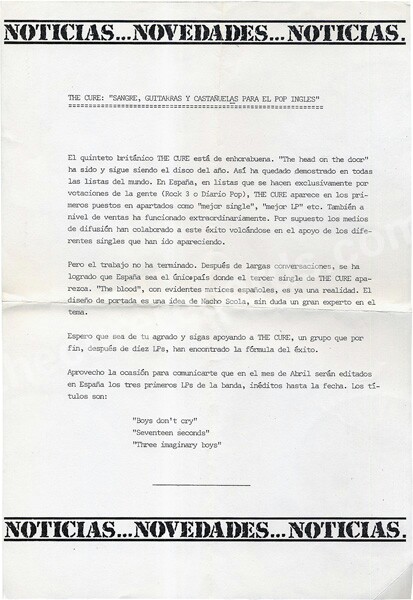 NOTICIAS...NOVEDADES...NOTICIAS.
THE CURE: "SANGRE, GUITARRAS Y CASTAÑUELAS PARA EL POP INGLES"
El quinteto británico THE CURE está de enhorabuena. "The head on the door"
ha sido y sigue siendo el disco del año. Así ha quedado demostrado en todas
las listas del mundo. En España, en listas que se hacen exclusivamente por
votaciones de la gente (Rock 3 o Diario Pop), THE CURE aparece en los pri-
meros puestos en apartados como "mejor single", "mejor LP" etc. También a
nivel de ventas ha funcionado extraordinariamente. Por supuesto los medios
de difusión han colaborado a este éxito volcándose en el apoyo de los dife-
rentes singles que han ido apareciendo.
Pero el trabajo no ha terminado. Después de largas conversaciones, se ha
logrado que España sea el único país donde el tercer single de THE CURE apa-
rezca. "The blood", con evidentes matices españoles, es ya una realidad. El
diseño de portada es una idea de Nacho Scola, sin duda un gran experto en el
tema.
Espero que sea de tu agrado y sigas apoyando a THE CURE, un grupo que por
fin, después de diez LPs, han encontrado la fórmula del éxito.
Aprovecho la ocasión para comunicarte que en el mes de Abril serán editados
en España los tres primeros LPs de la banda, inéditos hasta la fecha. Los tí-
tulos son:
"Boys don't cry"
"Seventeen seconds"
"Three imaginary boys"
NOTICIAS...NOVEDADES...NOTICIAS.